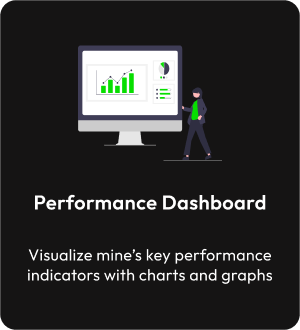 Performance Dashboard
Visualize mine’s key performance
indicators with charts and graphs